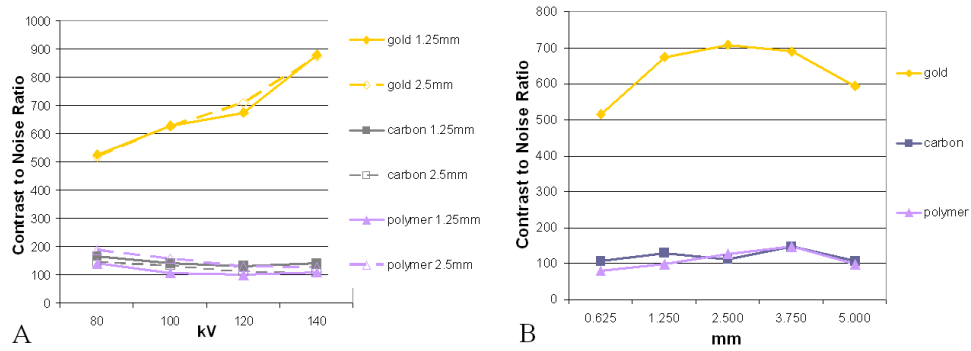 Contrast to Noise Ratio
1000
900
800
700
600
500
400
300
200
100
0
80
100
120
140
kV
gold 1.25mm
gold 2.5mm
carbon 1.25mm
carbon 2.5mm
polymer 1.25mm
polymer 2.5mm
A
Contrast to Noise Ratio
800
700
600
500
400
300
200
100
0
0.625
1.250
2.500
3.750
5.000
mm
gold
carbon
polymer
B